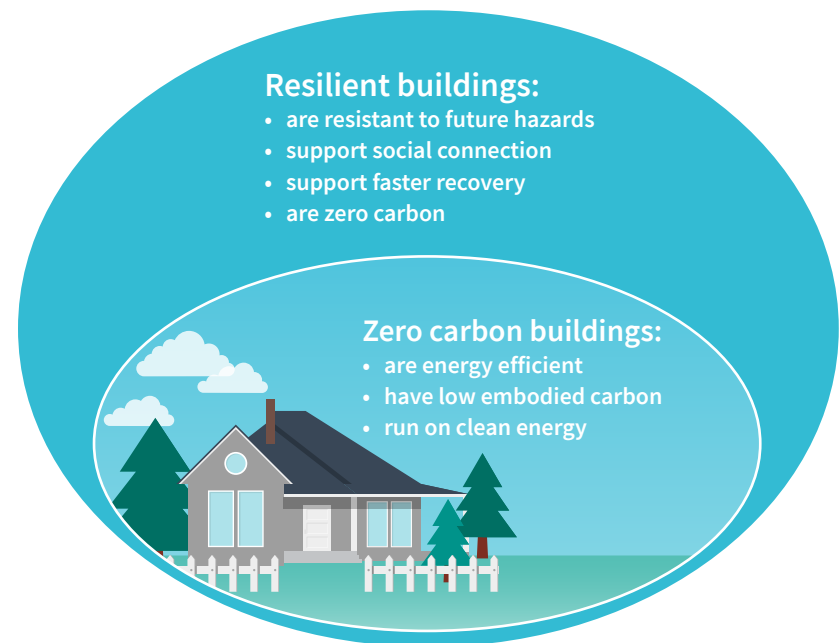 Resilient buildings:
• are resistant to future hazards
• support social connection
• support faster recovery
• are zero carbon
Zero carbon buildings:
• are energy efficient
• have low embodied carbon
• run on clean energy